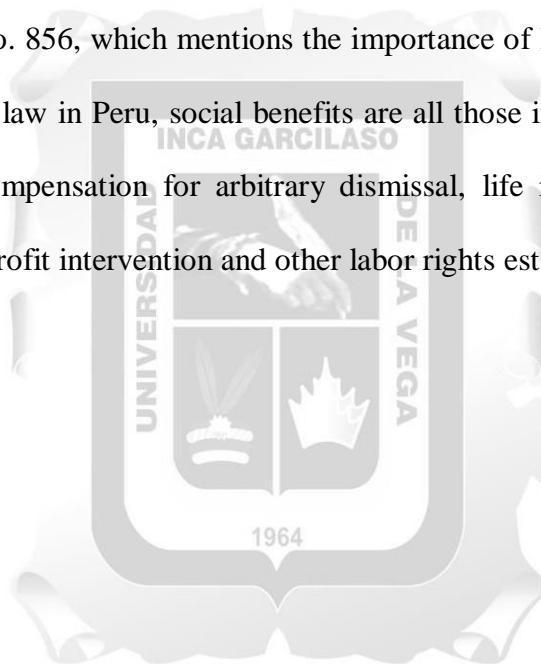 o. 856, which mentions the importance of
law in Peru, social benefits are all those i
mpensation for arbitrary dismissal, life
rofit intervention and other labor rights est
INCA GARCILASO
UNIVERSIDAD
DE LA VEGA
1964